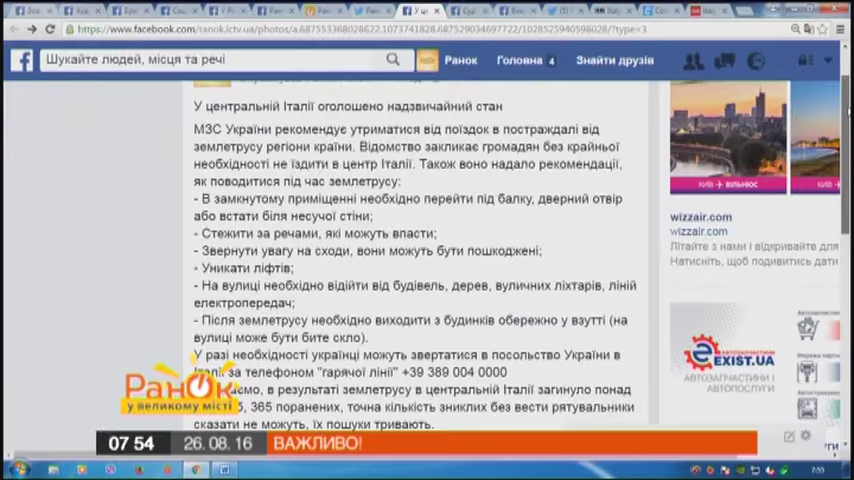 https://www.facebook.com/ranok.ictv.ua/photos/a.687553368028622.1073741828.687529034697722/1028525940598028/?type=3
Шукайте людей, місця та речі
Ранок
Головна 4
Знайти друзів
У центральній Італії оголошено надзвичайний стан
МЗС України рекомендує утриматися від поїздок в постраждалі від
землетрусу регіони країни. Відомство закликає громадян без крайньої
необхідності не їздити в центр Італії. Також воно надало рекомендації,
як поводитися під час землетрусу:
- В замкнутому приміщенні необхідно перейти під балку, дверний отвір
або встати біля несучої стіни;
- Стежити за речами, які можуть впасти;
- Звернути увагу на сходи, вони можуть бути пошкоджені;
- Уникати ліфтів;
- На вулиці необхідно відійти від будівель, дерев, вуличних ліхтарів, ліній
електропередач;
- Після землетрусу необхідно виходити з будинків обережно у взутті (на
вулиці може бути бите скло).
У разі необхідності українці можуть звертатися в посольство України в
Італії за телефоном "гарячої лінії" +39 389 004 0000
в результаті землетрусу в центральній Італії загинуло понад
365 поранених, точна кількість зниклих без вести рятувальники
сказати не можуть, їх пошуки тривають.
КИЇВ ✈ ВІЛЬНЮС
КИЇВ
wizzair.com
wizzair.com
Літайте з нами і відкривайте для
Натисніть, щоб подивитись дати
АВТОЗАПЧАСТИНИ
EXIST.UA
АВТОЗАПЧАСТИНИ І
АВТОПОСЛУГИ
Ранок
у великому місті
07 54
26.08.16
ВАЖЛИВО!
7:55